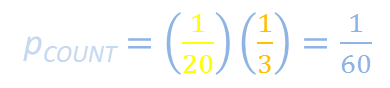 p_COUNT = (1/20)(1/3) = 1/60